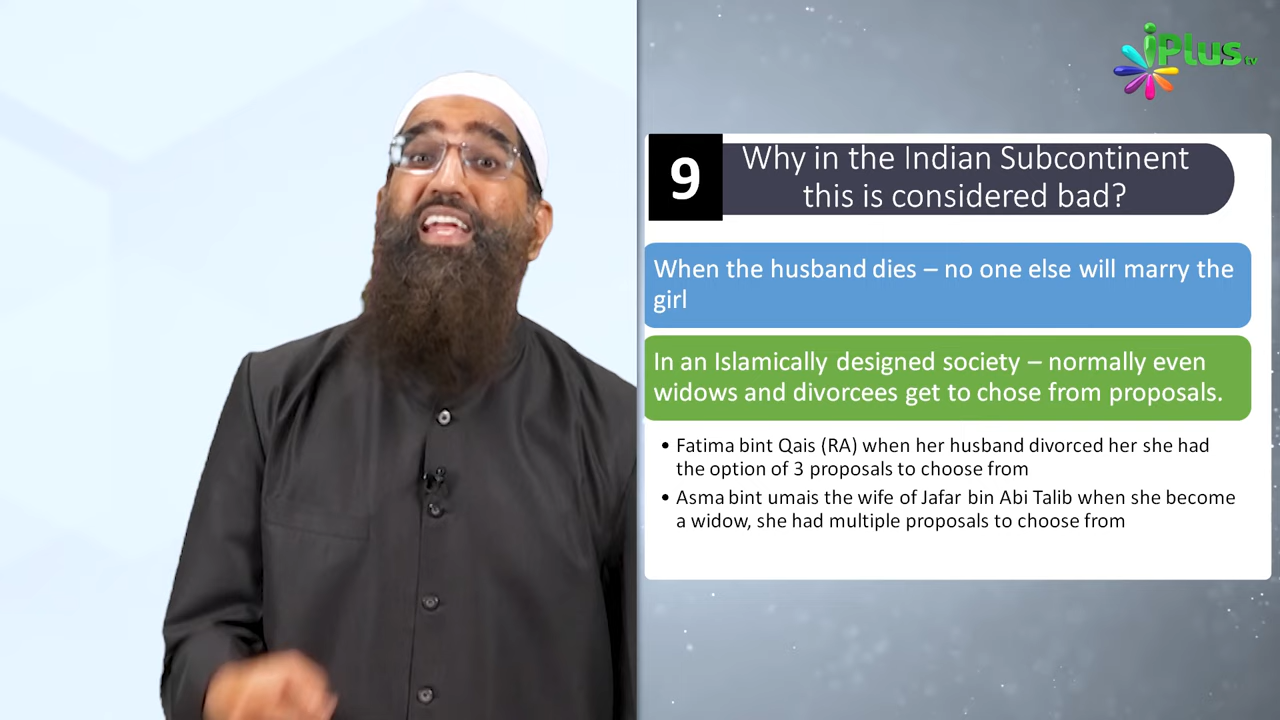 iPlus tv
9
Why in the Indian Subcontinent
this is considered bad?
When the husband dies – no one else will marry the
girl
In an Islamically designed society – normally even
widows and divorcees get to chose from proposals.
• Fatima bint Qais (RA) when her husband divorced her she had
the option of 3 proposals to choose from
• Asma bint umais the wife of Jafar bin Abi Talib when she become
a widow, she had multiple proposals to choose from